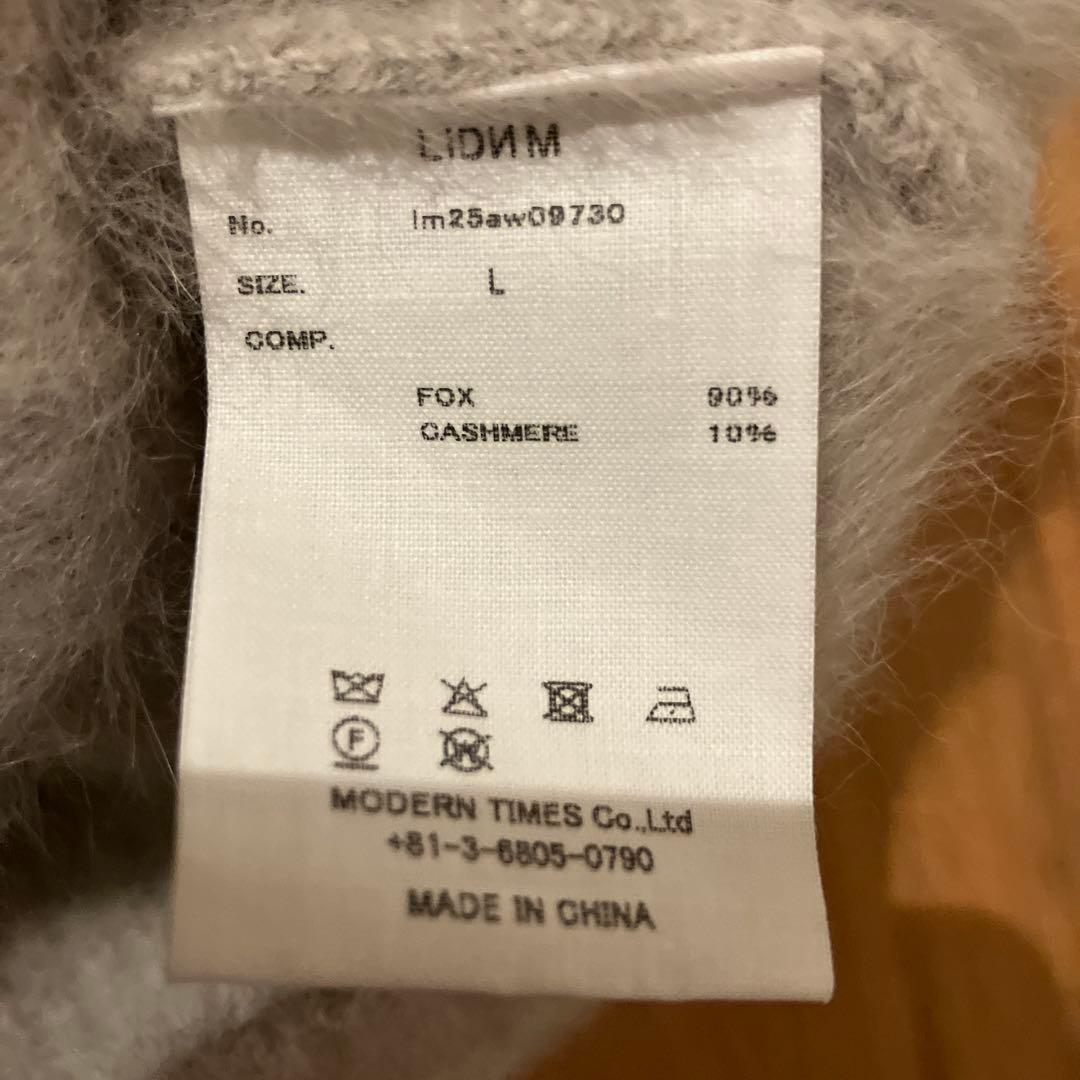 LIDИM
No. lm25aw09730
SIZE. L
COMP.
FOX 90%
CASHMERE 10%
F
W
MODERN TIMES Co.,Ltd
+81-3-6805-0790
MADE IN CHINA